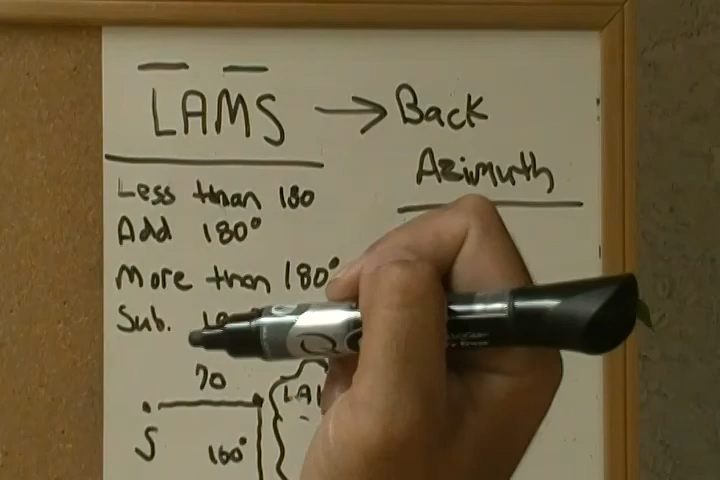 LAMS → Back
Azimuth
Less than 180
Add 180°
More than 180°
Sub.
70
S
160°